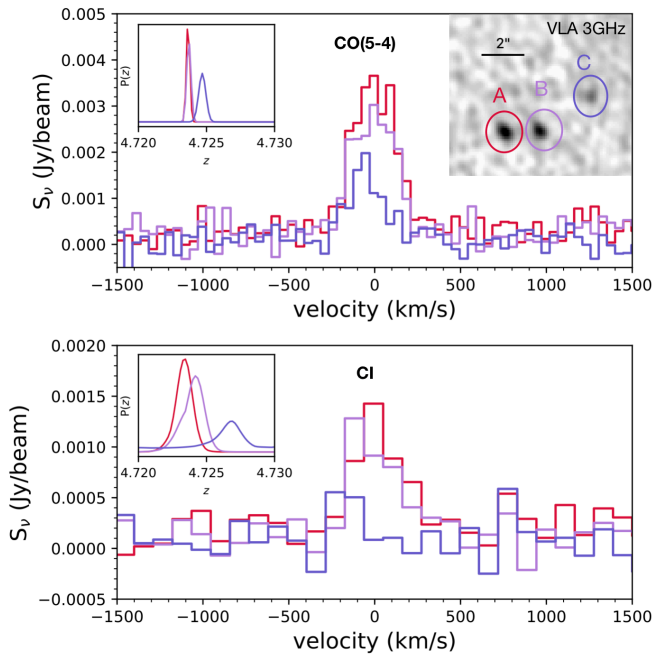 0.005
0.004
0.003
0.002
0.001
0.000
S_ν (Jy/beam)
−1500 −1000 −500 0 500 1000 1500
velocity (km/s)
CO(5-4)
P(z)
4.720 4.725 4.730
z
VLA 3GHz
2"
A B C
0.0020
0.0015
0.0010
0.0005
0.0000
−0.0005
S_ν (Jy/beam)
−1500 −1000 −500 0 500 1000 1500
velocity (km/s)
CI
P(z)
4.720 4.725 4.730
z